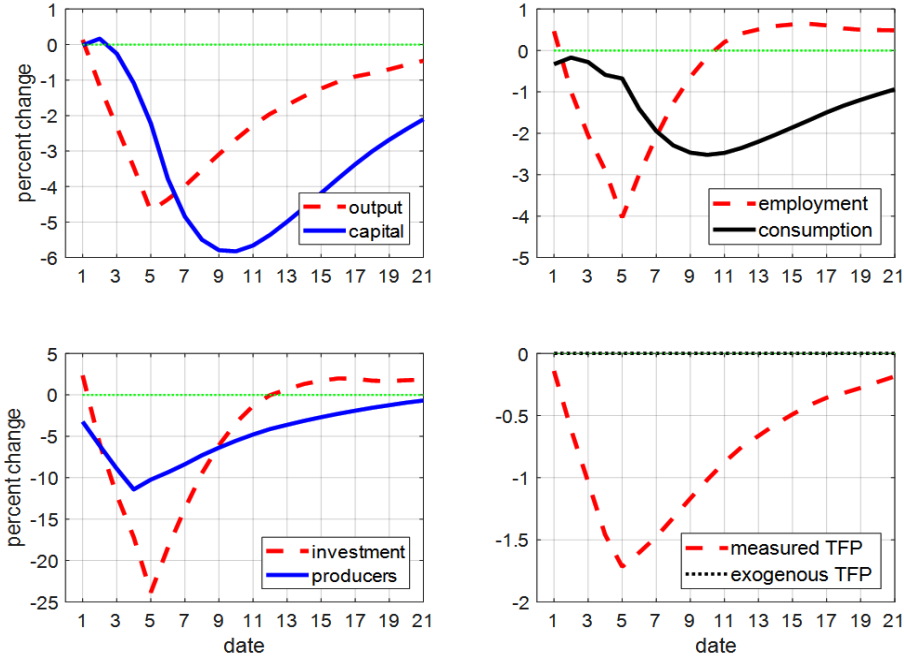 1
0
-1
-2
-3
-4
-5
-6
percent change
output
capital
1 3 5 7 9 11 13 15 17 19 21
1
0
-1
-2
-3
-4
-5
employment
consumption
1 3 5 7 9 11 13 15 17 19 21
5
0
-5
-10
-15
-20
-25
percent change
investment
producers
1 3 5 7 9 11 13 15 17 19 21
date
0
-0.5
-1
-1.5
-2
measured TFP
exogenous TFP
1 3 5 7 9 11 13 15 17 19 21
date